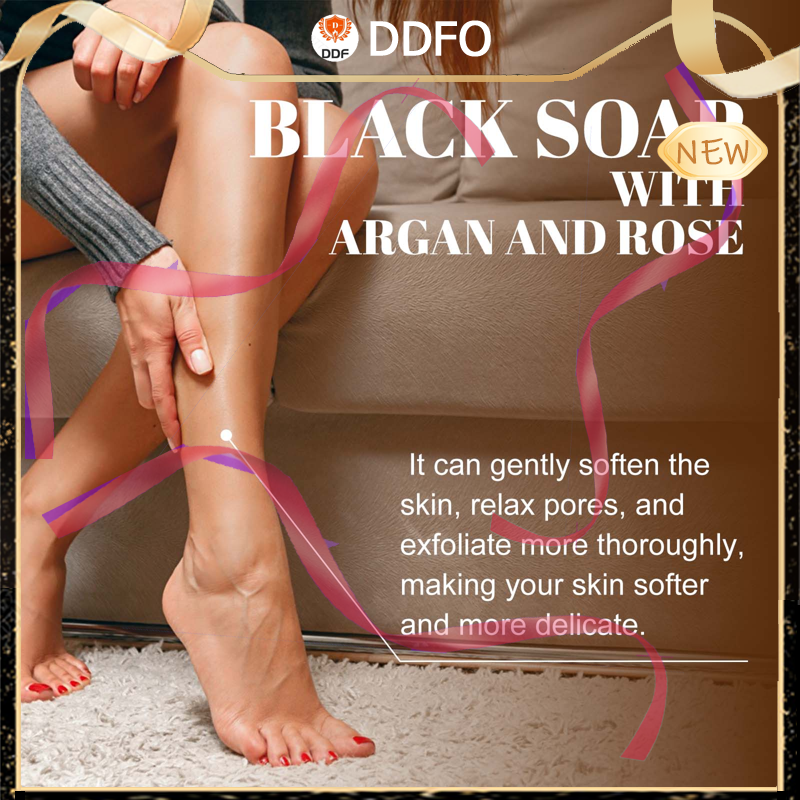 DDF
DDFO
BLACK SOAP
NEW
WITH
ARGAN AND ROSE
It can gently soften the
skin, relax pores, and
exfoliate more thoroughly,
making your skin softer
and more delicate.